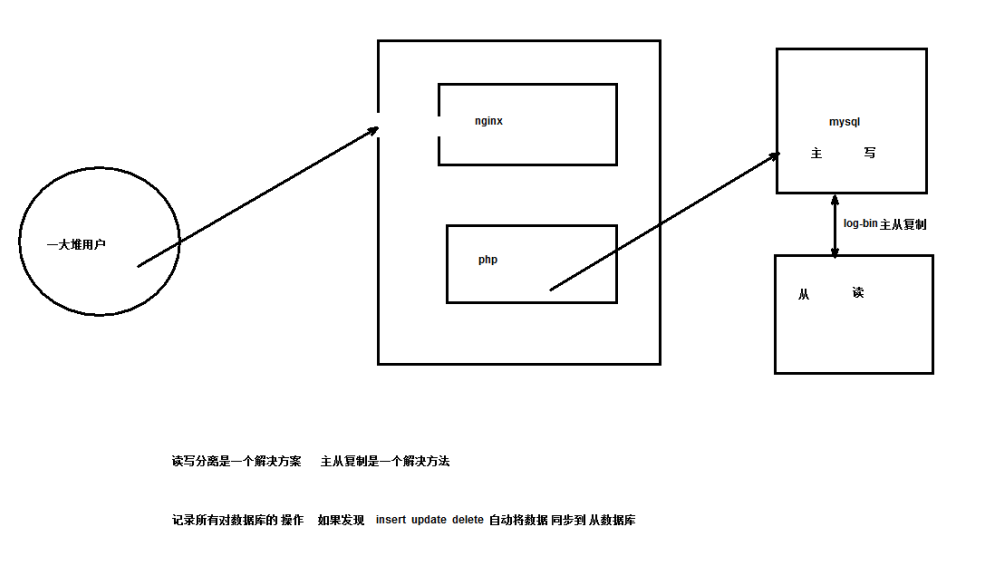 nginx
mysql
主 写
log-bin 主从复制
一大堆用户
php
从 读
读写分离是一个解决方案 主从复制是一个解决方法
记录所有对数据库的 操作 如果发现 insert update delete 自动将数据 同步到 从数据库